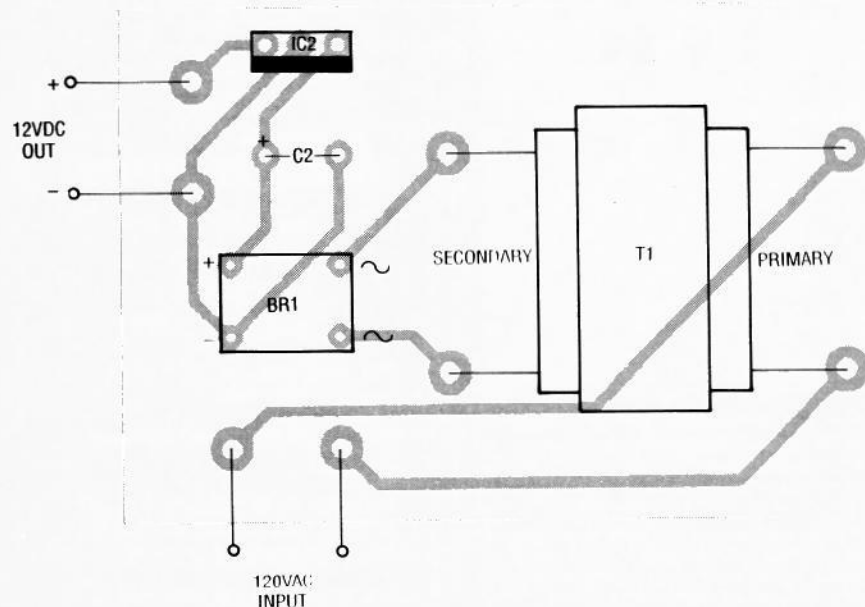 IC2
+
12VDC
OUT
-
+
C2
+
-
BR1
∼
∼
SECONDARY
T1
PRIMARY
120VAC
INPUT